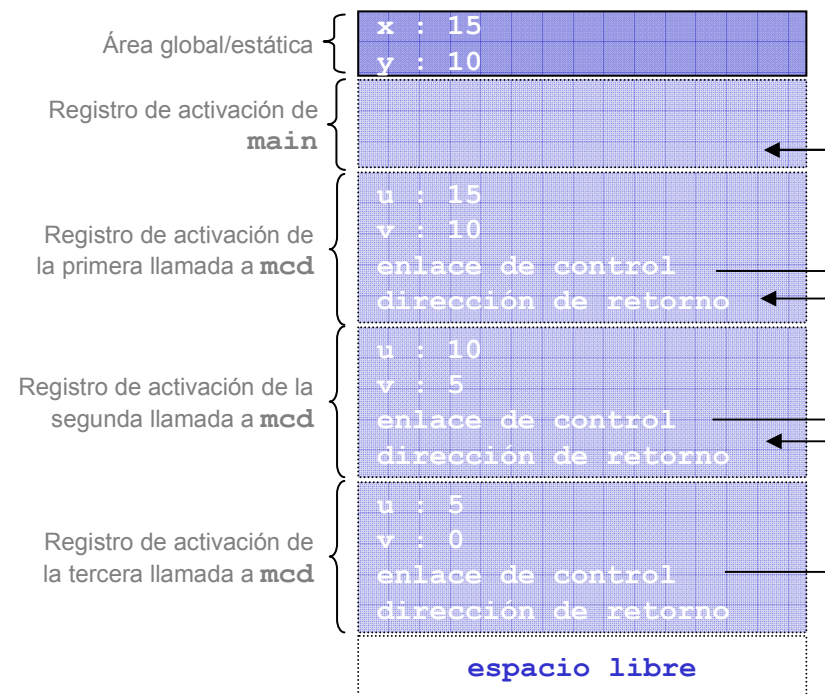 Área global/estática
x : 15
y : 10
Registro de activación de
main
Registro de activación de
la primera llamada a mcd
u : 15
v : 10
enlace de control
dirección de retorno
Registro de activación de la
segunda llamada a mcd
u : 10
v : 5
enlace de control
dirección de retorno
Registro de activación de
la tercera llamada a mcd
u : 5
v : 0
enlace de control
dirección de retorno
espacio libre